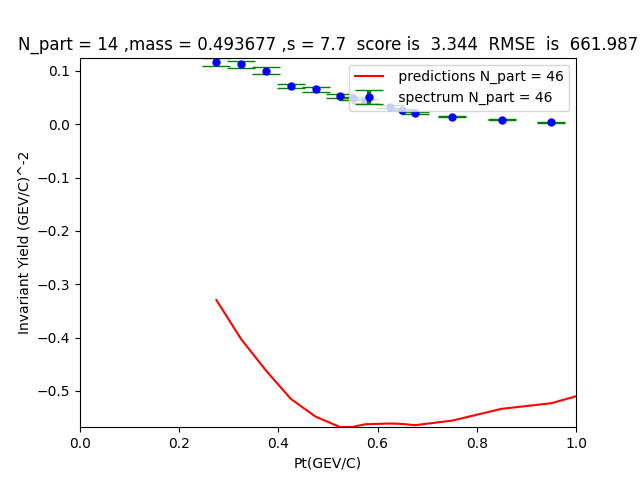 N_part = 14 ,mass = 0.493677 ,s = 7.7  score is  3.344  RMSE  is  661.987
predictions N_part = 46
spectrum N_part = 46
Invariant Yield (GEV/C)^-2
0.1
0.0
−0.1
−0.2
−0.3
−0.4
−0.5
0.0 0.2 0.4 0.6 0.8 1.0
Pt(GEV/C)